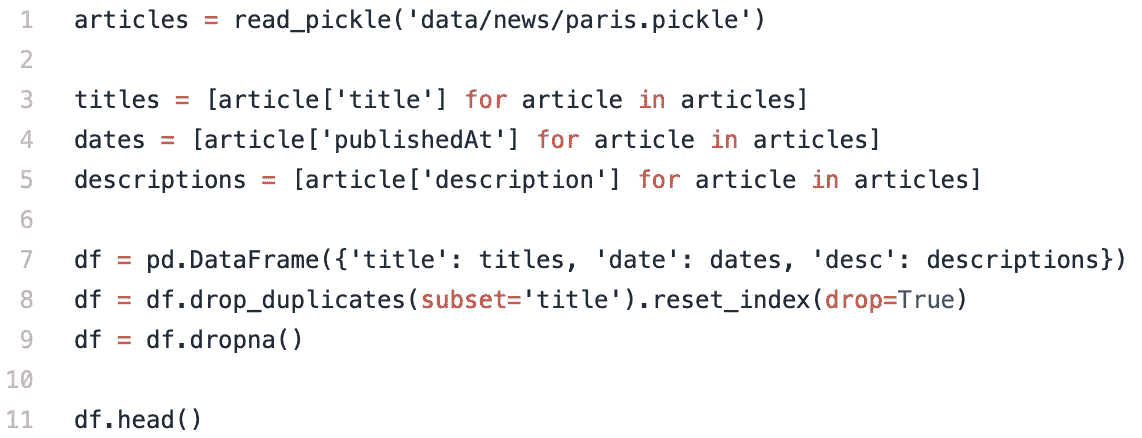 1 articles = read_pickle('data/news/paris.pickle')
2
3 titles = [article['title'] for article in articles]
4 dates = [article['publishedAt'] for article in articles]
5 descriptions = [article['description'] for article in articles]
6
7 df = pd.DataFrame({'title': titles, 'date': dates, 'desc': descriptions})
8 df = df.drop_duplicates(subset='title').reset_index(drop=True)
9 df = df.dropna()
10
11 df.head()